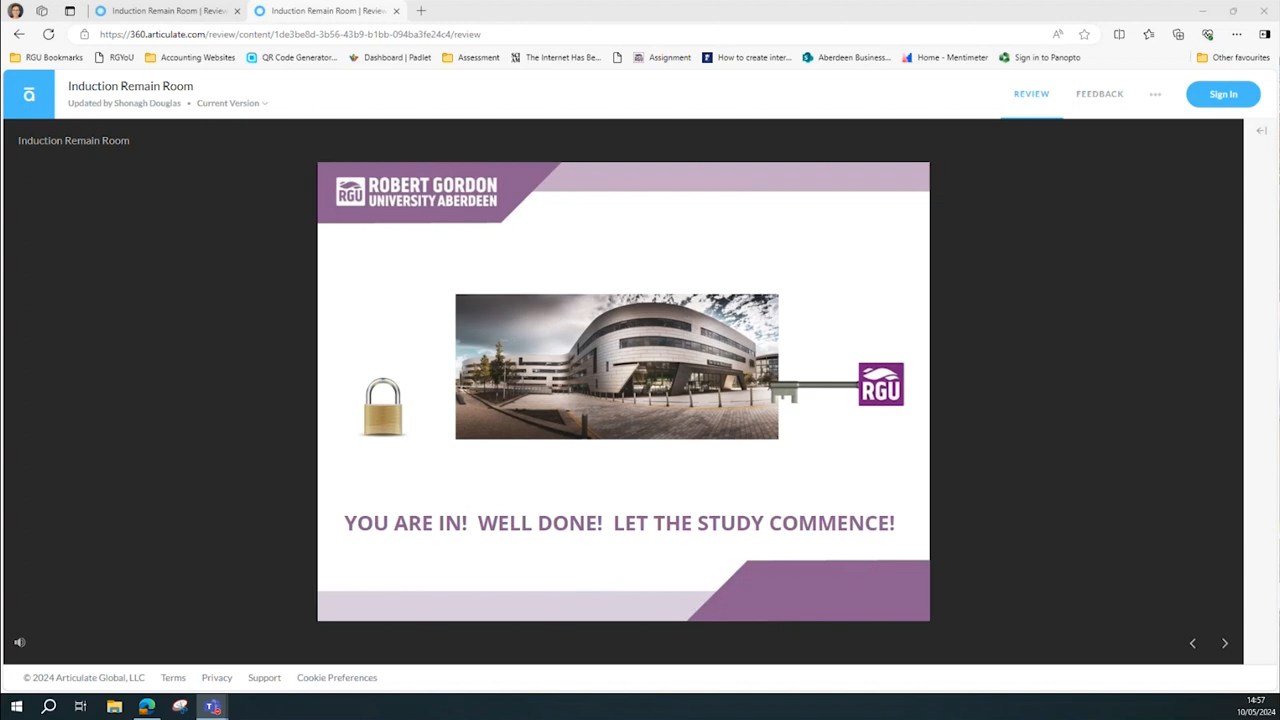 Induction Remain Room | Review
Induction Remain Room | Review
https://360.articulate.com/review/content/1de3be8d-3b56-43b9-b1bb-094ba3fe24c4/review
RGU Bookmarks
RGYoU
Accounting Websites
QR Code Generator...
Dashboard | Padlet
Assessment
The Internet Has Be...
Assignment
How to create inter...
Aberdeen Business...
Home - Mentimeter
Sign in to Panopto
Other favourites
ā
Induction Remain Room
Updated by Shonagh Douglas • Current Version
REVIEW
FEEDBACK
Sign In
Induction Remain Room
RGU
ROBERT GORDON
UNIVERSITY ABERDEEN
RGU
YOU ARE IN! WELL DONE! LET THE STUDY COMMENCE!
© 2024 Articulate Global, LLC
Terms
Privacy
Support
Cookie Preferences
14:57
10/05/2024